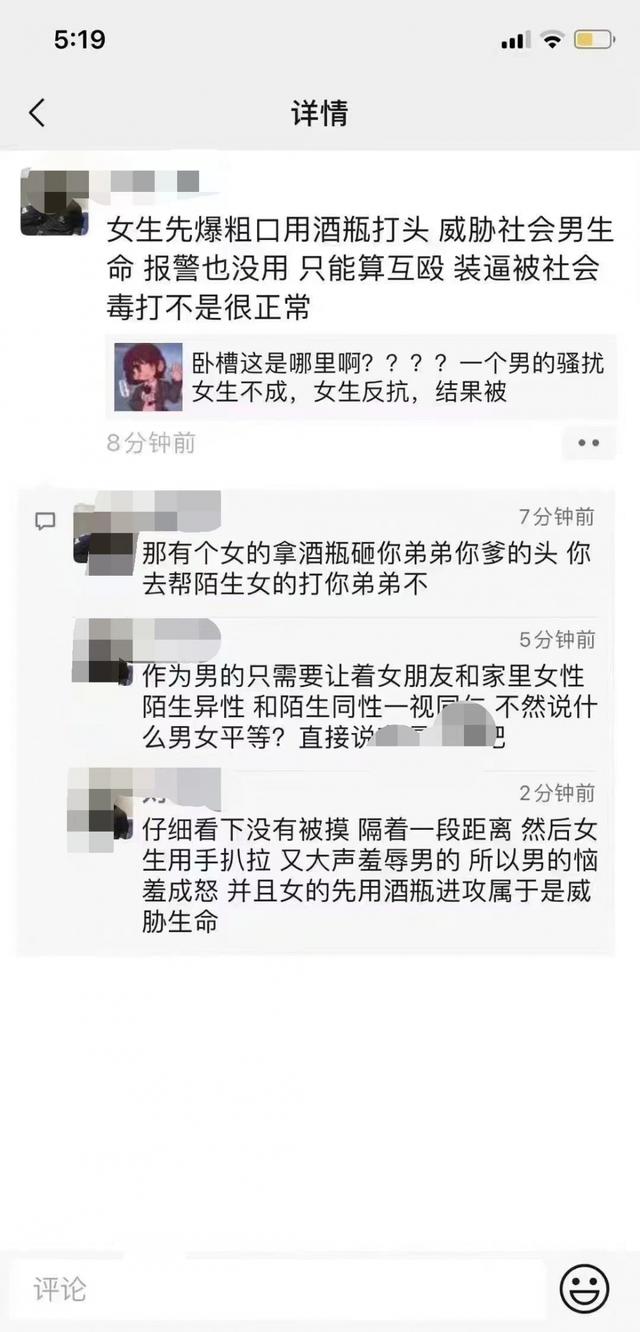 5:19
详情
女生先爆粗口用酒瓶打头 威胁社会男生
命 报警也没用 只能算互殴 装逼被社会
毒打不是很正常
卧槽这是哪里啊？？？？一个男的骚扰
女生不成，女生反抗，结果被
8分钟前
7分钟前
那有个女的拿酒瓶砸你弟弟你爹的头 你
去帮陌生女的打你弟弟不
5分钟前
作为男的只需要让着女朋友和家里女性
陌生异性 和陌生同性一视同仁 不然说什
么男女平等？直接说 吧
2分钟前
仔细看下没有被摸 隔着一段距离 然后女
生用手扒拉 又大声羞辱男的 所以男的恼
羞成怒 并且女的先用酒瓶进攻属于是威
胁生命
评论